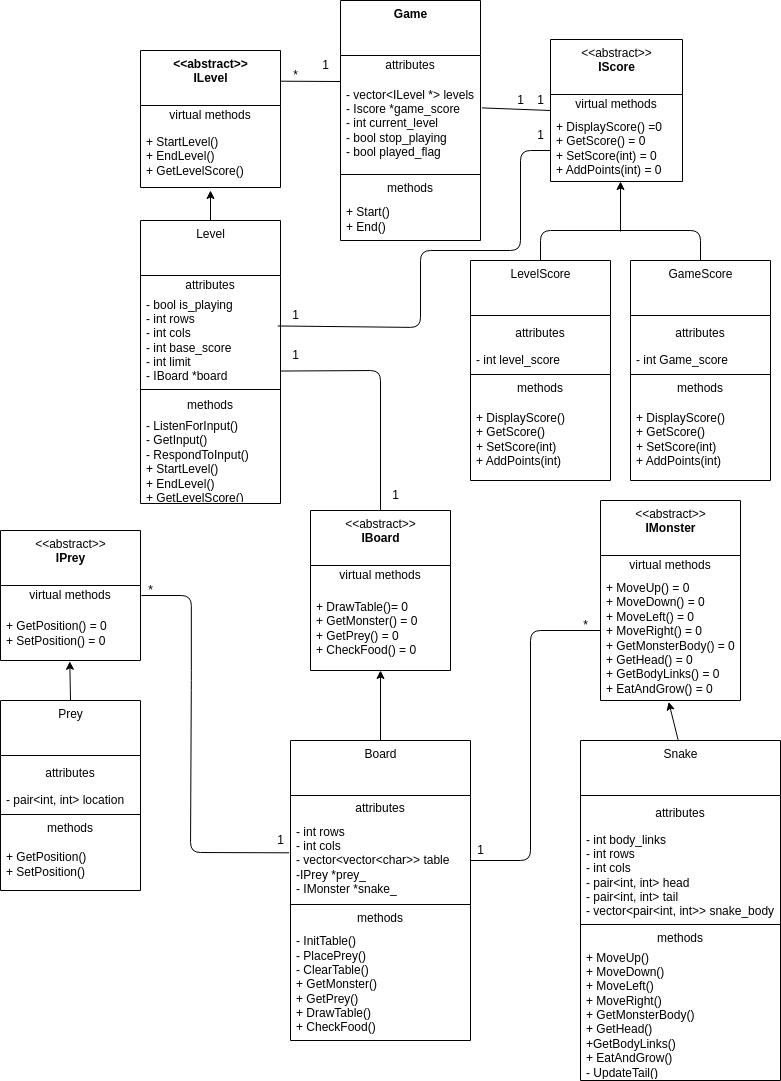 Game
attributes
- vector<ILevel *> levels
- Iscore *game_score
- int current_level
- bool stop_playing
- bool played_flag
methods
+ Start()
+ End()
<<abstract>>
ILevel
virtual methods
+ StartLevel()
+ EndLevel()
+ GetLevelScore()
*
1
1
1
1
<<abstract>>
IScore
virtual methods
+ DisplayScore() =0
+ GetScore() = 0
+ SetScore(int) = 0
+ AddPoints(int) = 0
Level
attributes
- bool is_playing
- int rows
- int cols
- int base_score
- int limit
- IBoard *board
methods
- ListenForInput()
- GetInput()
- RespondToInput()
+ StartLevel()
+ EndLevel()
+ GetLevelScore()
1
1
1
LevelScore
attributes
- int level_score
methods
+ DisplayScore()
+ GetScore()
+ SetScore(int)
+ AddPoints(int)
GameScore
attributes
- int Game_score
methods
+ DisplayScore()
+ GetScore()
+ SetScore(int)
+ AddPoints(int)
<<abstract>>
IPrey
virtual methods
+ GetPosition() = 0
+ SetPosition() = 0
*
<<abstract>>
IBoard
virtual methods
+ DrawTable()= 0
+ GetMonster() = 0
+ GetPrey() = 0
+ CheckFood() = 0
<<abstract>>
IMonster
virtual methods
+ MoveUp() = 0
+ MoveDown() = 0
+ MoveLeft() = 0
+ MoveRight() = 0
+ GetMonsterBody() = 0
+ GetHead() = 0
+ GetBodyLinks() = 0
+ EatAndGrow() = 0
*
Prey
attributes
- pair<int, int> location
methods
+ GetPosition()
+ SetPosition()
1
Board
attributes
- int rows
- int cols
- vector<vector<char>> table
-IPrey *prey_
- IMonster *snake_
methods
- InitTable()
- PlacePrey()
- ClearTable()
+ GetMonster()
+ GetPrey()
+ DrawTable()
+ CheckFood()
1
Snake
attributes
- int body_links
- int rows
- int cols
- pair<int, int> head
- pair<int, int> tail
- vector<pair<int, int>> snake_body
methods
+ MoveUp()
+ MoveDown()
+ MoveLeft()
+ MoveRight()
+ GetMonsterBody()
+ GetHead()
+GetBodyLinks()
+ EatAndGrow()
- UpdateTail()